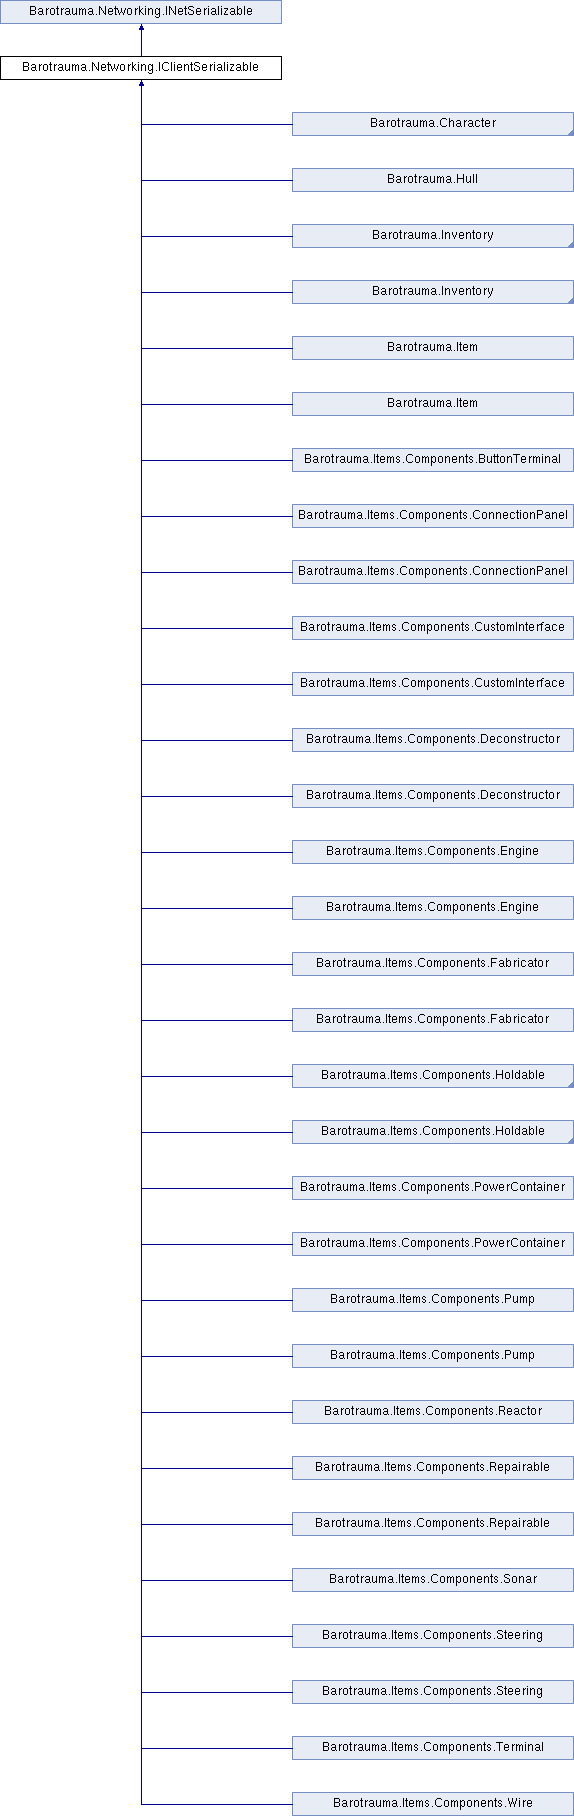 Barotrauma.Networking.INetSerializable
Barotrauma.Networking.IClientSerializable
Barotrauma.Character
Barotrauma.Hull
Barotrauma.Inventory
Barotrauma.Inventory
Barotrauma.Item
Barotrauma.Item
Barotrauma.Items.Components.ButtonTerminal
Barotrauma.Items.Components.ConnectionPanel
Barotrauma.Items.Components.ConnectionPanel
Barotrauma.Items.Components.CustomInterface
Barotrauma.Items.Components.CustomInterface
Barotrauma.Items.Components.Deconstructor
Barotrauma.Items.Components.Deconstructor
Barotrauma.Items.Components.Engine
Barotrauma.Items.Components.Engine
Barotrauma.Items.Components.Fabricator
Barotrauma.Items.Components.Fabricator
Barotrauma.Items.Components.Holdable
Barotrauma.Items.Components.Holdable
Barotrauma.Items.Components.PowerContainer
Barotrauma.Items.Components.PowerContainer
Barotrauma.Items.Components.Pump
Barotrauma.Items.Components.Pump
Barotrauma.Items.Components.Reactor
Barotrauma.Items.Components.Repairable
Barotrauma.Items.Components.Repairable
Barotrauma.Items.Components.Sonar
Barotrauma.Items.Components.Steering
Barotrauma.Items.Components.Steering
Barotrauma.Items.Components.Terminal
Barotrauma.Items.Components.Wire